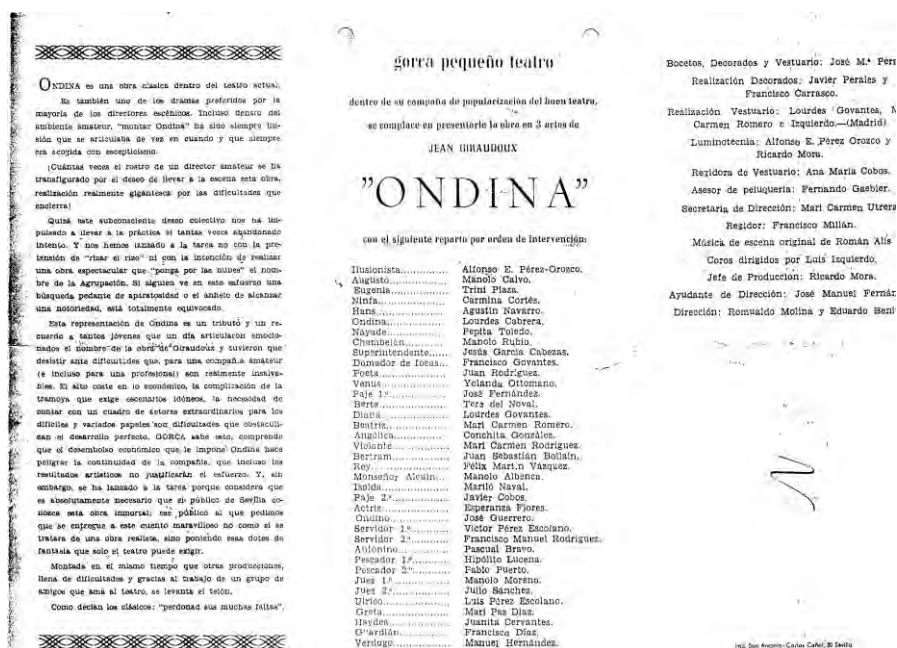 ONDINA es una obra clásica dentro del teatro actual.
Es también uno de los dramas preferidos por la
mayoría de los directores escénicos. Incluso dentro del
ambiente amateur, "montar Ondina" ha sido siempre ilu-
sión que se articulaba de vez en cuando y que siempre
era acogida con escepticismo.
¡Cuántas veces el rostro de un director amateur se ha
transfigurado por el deseo de llevar a la escena esta obra,
realización realmente gigantesca por las dificultades que
encierra!
Quizá este subconsciente deseo colectivo nos ha im-
pulsado a llevar a la práctica el tantas veces abandonado
intento. Y nos hemos lanzado a la tarea no con la pre-
tensión de "rizar el rizo" ni con la intención de realizar
una obra espectacular que "ponga por las nubes" el nom-
bre de la Agrupación. Si alguien ve en este esfuerzo una
búsqueda pedante de aparatosidad o el anhelo de alcanzar
una notoriedad, está totalmente equivocado.
Esta representación de Ondina es un tributo y un re-
cuerdo a tantos jóvenes que un día articularon emocio-
nados el nombre de la obra de Giraudoux y tuvieron que
desistir ante dificultades que, para una compañía amateur
(e incluso para una profesional) son realmente insalva-
bles. El alto coste en lo económico, la complicación de la
tramoya que exige escenarios idóneos, la necesidad de
contar con un cuadro de actores extraordinarios para los
difíciles y variados papeles son dificultades que obstaculi-
zan el desarrollo perfecto. GORCA sabe esto, comprende
que el desembolso económico que le impone Ondina hace
peligrar la continuidad de la compañía, que incluso los
resultados artísticos no justificarán el esfuerzo. Y, sin
embargo, se ha lanzado a la tarea porque considera que
es absolutamente necesario que el público de Sevilla co-
nozca esta obra inmortal; ese público al que pedimos
que se entregue a este cuento maravilloso no como si se
tratara de una obra realista, sino poniendo esas dotes de
fantasía que solo el teatro puede exigir.
Montada en el mismo tiempo que otras producciones,
llena de dificultades y gracias al trabajo de un grupo de
amigos que ama al teatro, se levanta el telón.
Como decían los clásicos: "perdonad sus muchas faltas".
gorca pequeño teatro
dentro de su campaña de popularización del buen teatro,
se complace en presentarle la obra en 3 actos de
JEAN GIRAUDOUX
"ONDINA"
con el siguiente reparto por orden de intervención:
Ilusionista............... Alfonso E. Pérez-Orozco.
Augusto............... Manolo Calvo.
Eugenia............... Trini Plaza.
Ninfa............... Carmina Cortés.
Hans............... Agustín Navarro.
Ondina............... Lourdes Cabrera.
Náyade............... Pepita Toledo.
Chambelán............... Manolo Rubio.
Superintendente...... Jesús García Cabezas.
Domador de focas... Francisco Govantes.
Poeta............... Juan Rodríguez.
Venus............... Yolanda Ottomano.
Paje 1.º............... José Fernández.
Berta............... Tera del Noval.
Diana............... Lourdes Govantes.
Beatriz............... Mari Carmen Romero.
Angélica............... Conchita González.
Violante............... Mari Carmen Rodríguez.
Bertram............... Juan Sebastián Bollaín.
Rey............... Félix Martín Vázquez.
Monseñor Alcuin... Manolo Albenca.
Isolda............... Mariló Naval.
Paje 2.º............... Javier Cobos.
Actriz............... Esperanza Flores.
Ondino............... José Guerrero.
Servidor 1.º............... Víctor Pérez Escolano.
Servidor 2.º............... Francisco Manuel Rodríguez.
Antonino............... Pascual Bravo.
Pescador 1.º............... Hipólito Lucena.
Pescador 2.º............... Pablo Puerto.
Juez 1.º............... Manolo Moreno.
Juez 2.º............... Julio Sánchez.
Ulrico............... Luis Pérez Escolano.
Greta............... Mari Paz Díaz.
Haydea............... Juanita Cervantes.
Guardián............... Francisco Díaz.
Verdugo............... Manuel Hernández.
Bocetos, Decorados y Vestuario: José M.ª Per
Realización Decorados: Javier Perales y
Francisco Carrasco.
Realización Vestuario: Lourdes Govantes, M
Carmen Romero e Izquierdo.—(Madrid)
Luminotecnia: Alfonso E. Pérez Orozco y
Ricardo Mora.
Regidora de Vestuario: Ana María Cobos.
Asesor de peluquería: Fernando Gaebler.
Secretaria de Dirección: Mari Carmen Utrera
Regidor: Francisco Millán.
Música de escena original de Román Alís
Coros dirigidos por Luis Izquierdo.
Jefe de Producción: Ricardo Mora.
Ayudante de Dirección: José Manuel Fernán
Dirección: Romualdo Molina y Eduardo Beni
Imp. San Antonio-Carlos Cañal, Sevilla